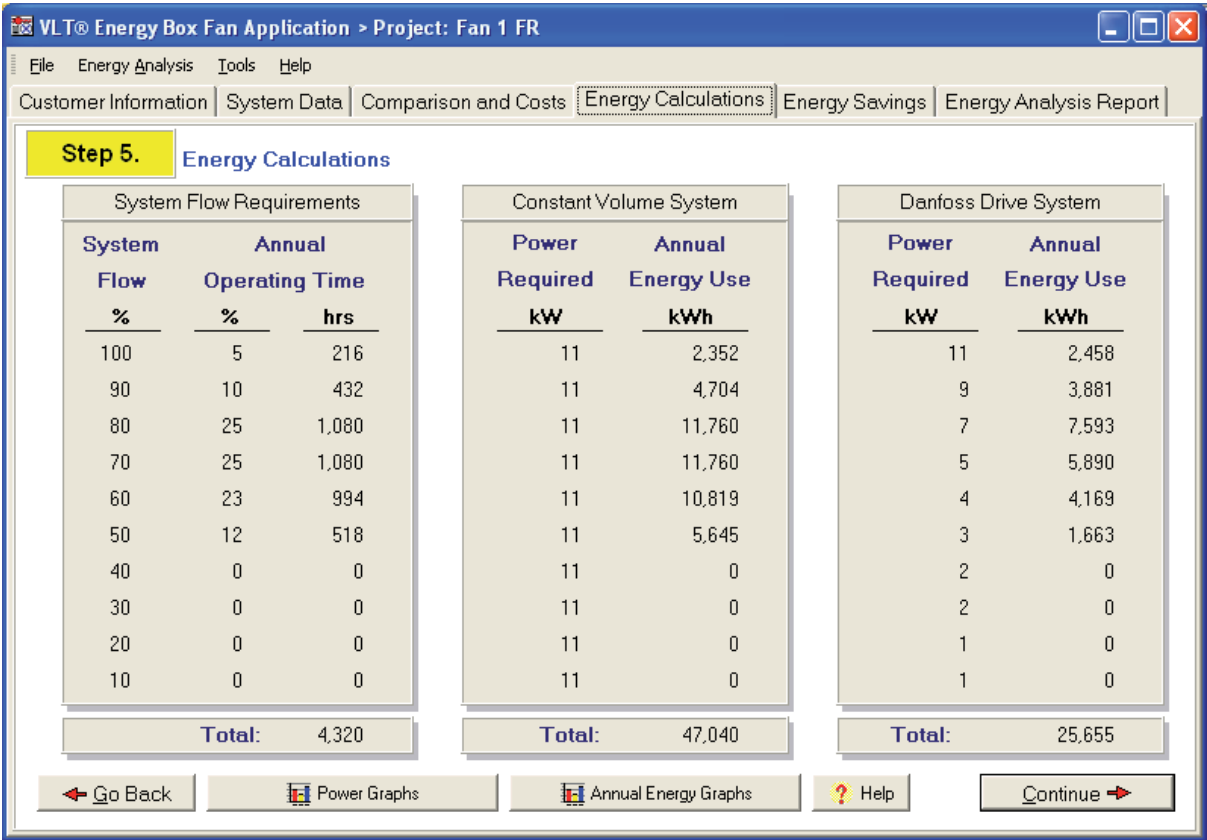 VLT® Energy Box Fan Application > Project: Fan 1 FR
File Energy Analysis Tools Help
Customer Information System Data Comparison and Costs Energy Calculations Energy Savings Energy Analysis Report
Step 5. Energy Calculations
System Flow Requirements Constant Volume System Danfoss Drive System
System Annual Power Annual Power Annual
Flow Operating Time Required Energy Use Required Energy Use
% % hrs kW kWh kW kWh
100 5 216 11 2,352 11 2,458
90 10 432 11 4,704 9 3,881
80 25 1,080 11 11,760 7 7,593
70 25 1,080 11 11,760 5 5,890
60 23 994 11 10,819 4 4,169
50 12 518 11 5,645 3 1,663
40 0 0 11 0 2 0
30 0 0 11 0 2 0
20 0 0 11 0 1 0
10 0 0 11 0 1 0
Total: 4,320 Total: 47,040 Total: 25,655
Go Back Power Graphs Annual Energy Graphs ? Help Continue